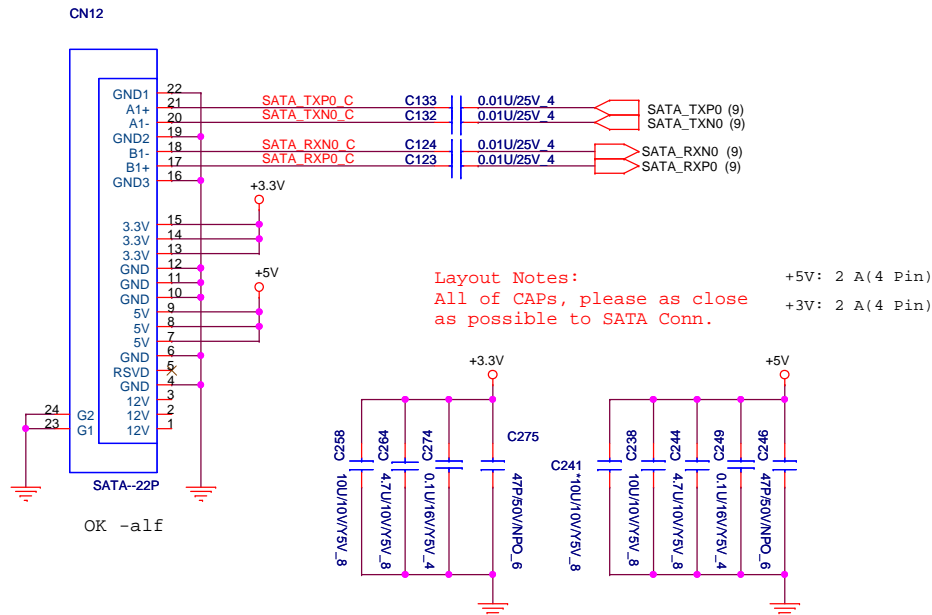 CN12
GND1 22
A1+ 21 SATA_TXP0_C C133 0.01U/25V_4 SATA_TXP0 (9)
A1- 20 SATA_TXN0_C C132 0.01U/25V_4 SATA_TXN0 (9)
GND2 19
B1- 18 SATA_RXN0_C C124 0.01U/25V_4 SATA_RXN0 (9)
B1+ 17 SATA_RXP0_C C123 0.01U/25V_4 SATA_RXP0 (9)
GND3 16
+3.3V
3.3V 15
3.3V 14
3.3V 13
GND 12
GND 11
GND 10
+5V
5V 9
5V 8
5V 7
GND 6
RSVD 5
GND 4
12V 3
12V 2
12V 1
24 G2
23 G1
SATA--22P
OK -alf
Layout Notes:
All of CAPs, please as close
as possible to SATA Conn.
+5V: 2 A(4 Pin)
+3V: 2 A(4 Pin)
+3.3V
C258 10U/10V/Y5V_8
C264 4.7U/10V/Y5V_8
C274 0.1U/16V/Y5V_4
C275 47P/50V/NPO_6
+5V
C241 *10U/10V/Y5V_8
C238 10U/10V/Y5V_8
C244 4.7U/10V/Y5V_8
C249 0.1U/16V/Y5V_4
C246 47P/50V/NPO_6